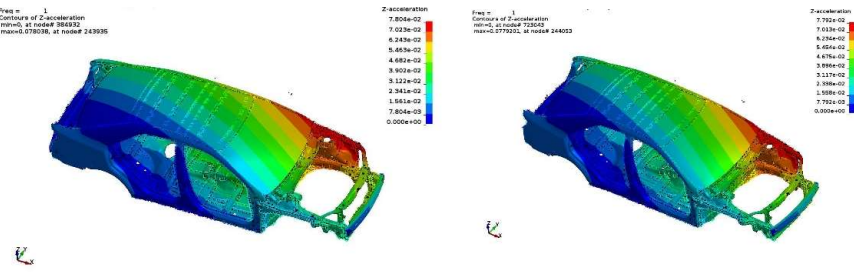 Freq = 1
Contours of Z-acceleration
min=0, at node# 384932
max=0.078038, at node# 243935
Z-acceleration
7.804e-02
7.023e-02
6.243e-02
5.463e-02
4.682e-02
3.902e-02
3.122e-02
2.341e-02
1.561e-02
7.804e-03
0.000e+00
Z Y
X
Freq = 1
Contours of Z-acceleration
min=0, at node# 723043
max=0.0779201, at node# 244053
Z-acceleration
7.792e-02
7.013e-02
6.234e-02
5.454e-02
4.675e-02
3.896e-02
3.117e-02
2.338e-02
1.558e-02
7.792e-03
0.000e+00
Z Y
X